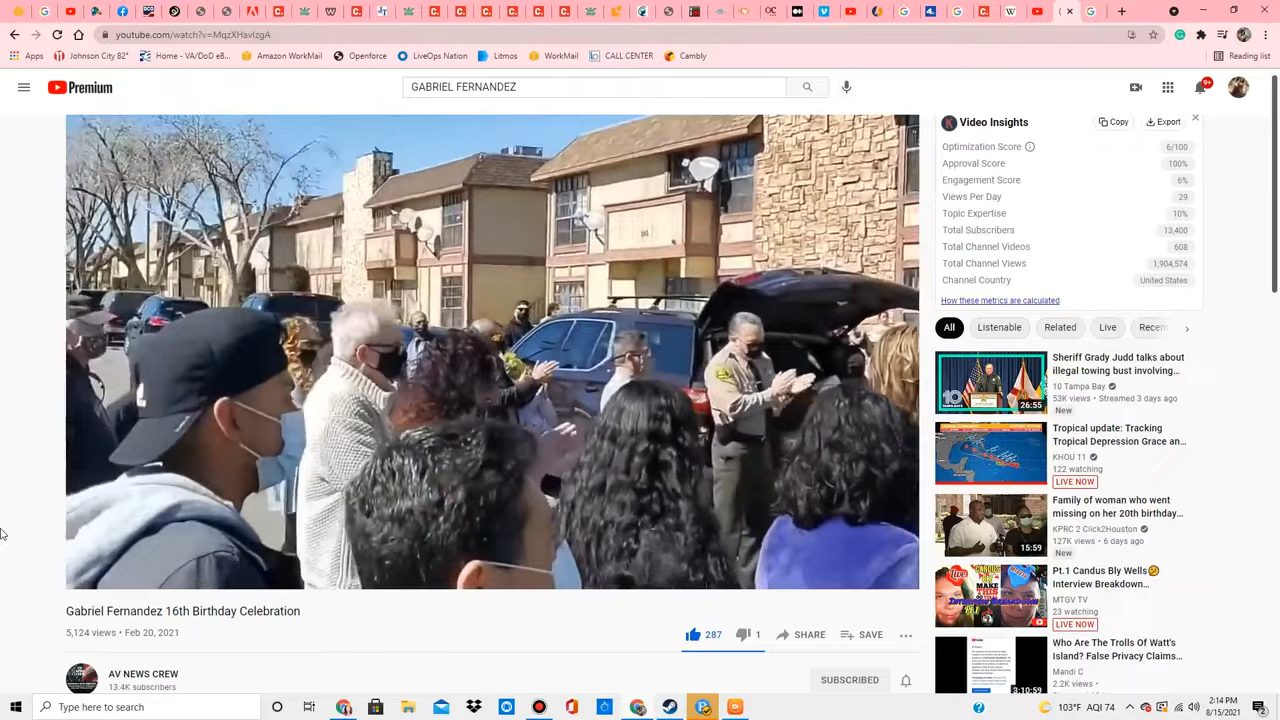 youtube.com/watch?v=MqzXHavIzgA
Apps
Johnson City 82°
Home - VA/DoD eB...
Amazon WorkMail
Openforce
LiveOps Nation
Litmos
WorkMail
CALL CENTER
Cambly
Reading list
Premium
GABRIEL FERNANDEZ
9+
Video Insights
Copy
Export
Optimization Score
6/100
Approval Score
100%
Engagement Score
6%
Views Per Day
29
Topic Expertise
10%
Total Subscribers
13,400
Total Channel Videos
608
Total Channel Views
1,904,574
Channel Country
United States
How these metrics are calculated
All
Listenable
Related
Live
Recen
Sheriff Grady Judd talks about
illegal towing bust involving...
10 Tampa Bay
53K views • Streamed 3 days ago
New
26:55
Tropical update: Tracking
Tropical Depression Grace an...
KHOU 11
122 watching
LIVE NOW
Family of woman who went
missing on her 20th birthday...
KPRC 2 Click2Houston
127K views • 6 days ago
New
15:59
Pt.1 Candus Bly Wells
Interview Breakdown...
MTGV TV
23 watching
LIVE NOW
Who Are The Trolls Of Watt's
Island? False Privacy Claims...
Mandi C
2.2K views •
3:10:59
Gabriel Fernandez 16th Birthday Cele
5,124 views • Feb 20, 2021
287
1
SHARE
SAVE
NEWS CREW
13.4K subscribers
SUBSCRIBED
Type here to search
103°F AQI 74
2:14 PM
8/15/2021
2